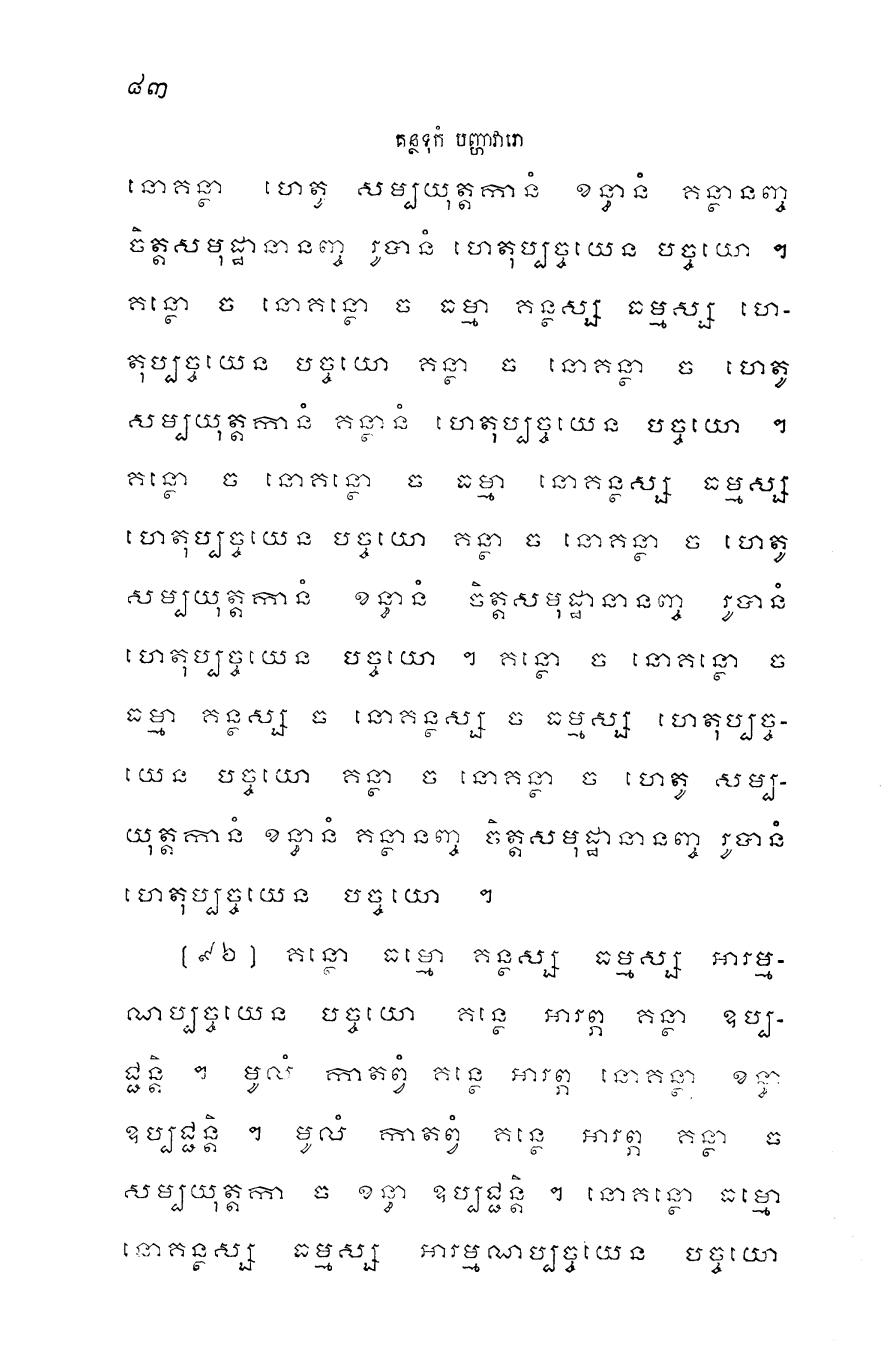 ៨៣
គន្ថទុកំ បញ្ហាវារោ
នោគន្ថា ហេតូ សម្បយុត្តកានំ ខន្ធានំ គន្ថានញ្ច
ចិត្តសមុដ្ឋានានញ្ច រូបានំ ហេតុប្បច្ចយេន បច្ចយោ ។
គន្ថោ ច នោគន្ថោ ច ធម្មា គន្ថស្ស ធម្មស្ស ហេ-
តុប្បច្ចយេន បច្ចយោ គន្ថា ច នោគន្ថា ច ហេតូ
សម្បយុត្តកានំ គន្ថានំ ហេតុប្បច្ចយេន បច្ចយោ ។
គន្ថោ ច នោគន្ថោ ច ធម្មា នោគន្ថស្ស ធម្មស្ស
ហេតុប្បច្ចយេន បច្ចយោ គន្ថា ច នោគន្ថា ច ហេតូ
សម្បយុត្តកានំ ខន្ធានំ ចិត្តសមុដ្ឋានានញ្ច រូបានំ
ហេតុប្បច្ចយេន បច្ចយោ ។ គន្ថោ ច នោគន្ថោ ច
ធម្មា គន្ថស្ស ច នោគន្ថស្ស ច ធម្មស្ស ហេតុប្បច្ច-
យេន បច្ចយោ គន្ថា ច នោគន្ថា ច ហេតូ សម្ប-
យុត្តកានំ ខន្ធានំ គន្ថានញ្ច ចិត្តសមុដ្ឋានានញ្ច រូបានំ
ហេតុប្បច្ចយេន បច្ចយោ ។
[៩៦] គន្ថោ ធម្មោ គន្ថស្ស ធម្មស្ស អារម្ម-
ណប្បច្ចយេន បច្ចយោ គន្ថេ អារព្ភ គន្ថា ឧប្ប-
ជ្ជន្តិ ។ មូលំ កាតព្វំ គន្ថេ អារព្ភ នោគន្ថា ខន្ធា
ឧប្បជ្ជន្តិ ។ មូលំ កាតព្វំ គន្ថេ អារព្ភ គន្ថា ច
សម្បយុត្តកា ច ខន្ធា ឧប្បជ្ជន្តិ ។ នោគន្ថោ ធម្មោ
នោគន្ថស្ស ធម្មស្ស អារម្មណប្បច្ចយេន បច្ចយោ